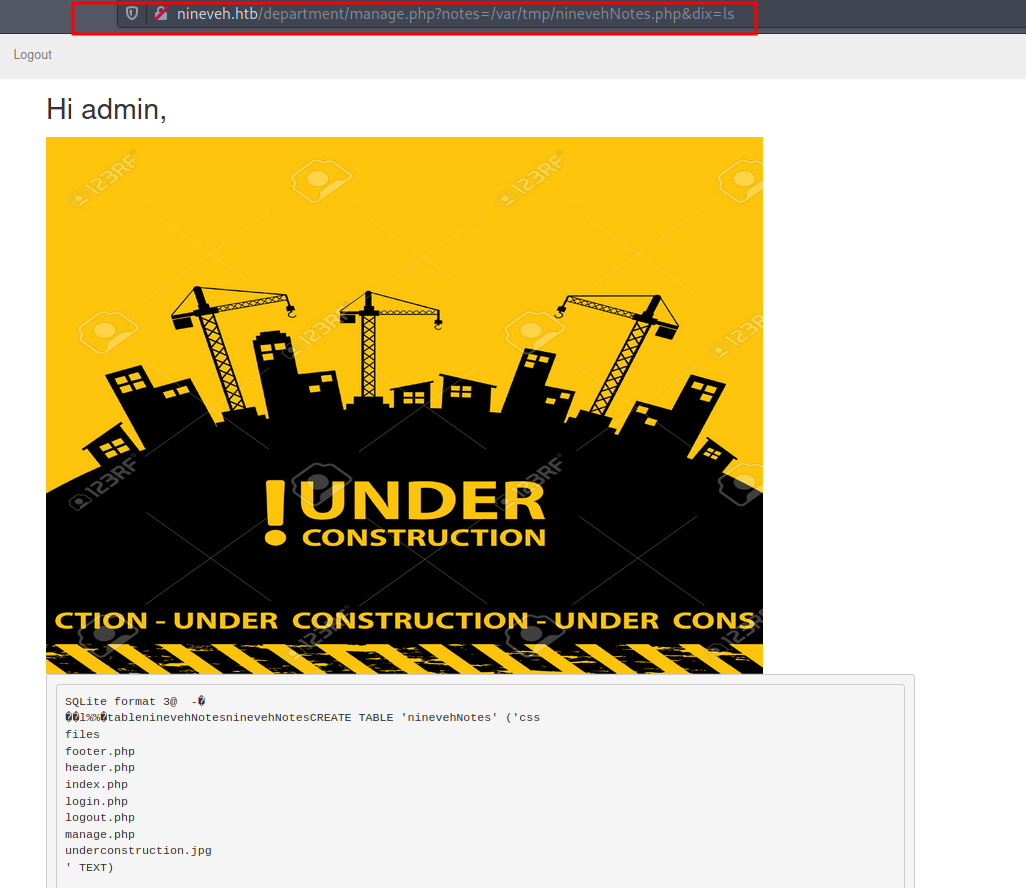 nineveh.htb/department/manage.php?notes=/var/tmp/ninevehNotes.php&dix=ls
Logout
Hi admin,
123RF 123RF
123RF 123RF 123RF
! UNDER
CONSTRUCTION
123RF 123RF
CTION - UNDER CONSTRUCTION - UNDER CONS
123RF
SQLite format 3@ -�
��l%%�tableninevehNotesninevehNotesCREATE TABLE 'ninevehNotes' ('css
files
footer.php
header.php
index.php
login.php
logout.php
manage.php
underconstruction.jpg
' TEXT)